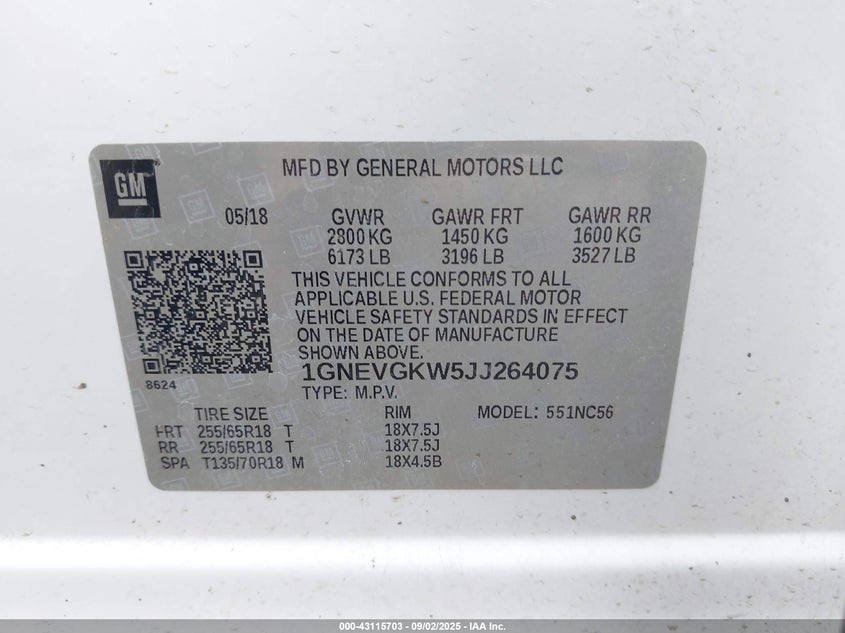 GM
MFD BY GENERAL MOTORS LLC
05/18 GVWR GAWR FRT GAWR RR
2800 KG 1450 KG 1600 KG
6173 LB 3196 LB 3527 LB
THIS VEHICLE CONFORMS TO ALL
APPLICABLE U.S. FEDERAL MOTOR
VEHICLE SAFETY STANDARDS IN EFFECT
ON THE DATE OF MANUFACTURE
SHOWN ABOVE.
8624
1GNEVGKW5JJ264075
TYPE: M.P.V.
TIRE SIZE RIM MODEL: 551NC56
FRT 255/65R18 T 18X7.5J
RR 255/65R18 T 18X7.5J
SPA T135/70R18 M 18X4.5B
000-43115703 - 09/02/2025 - IAA Inc.